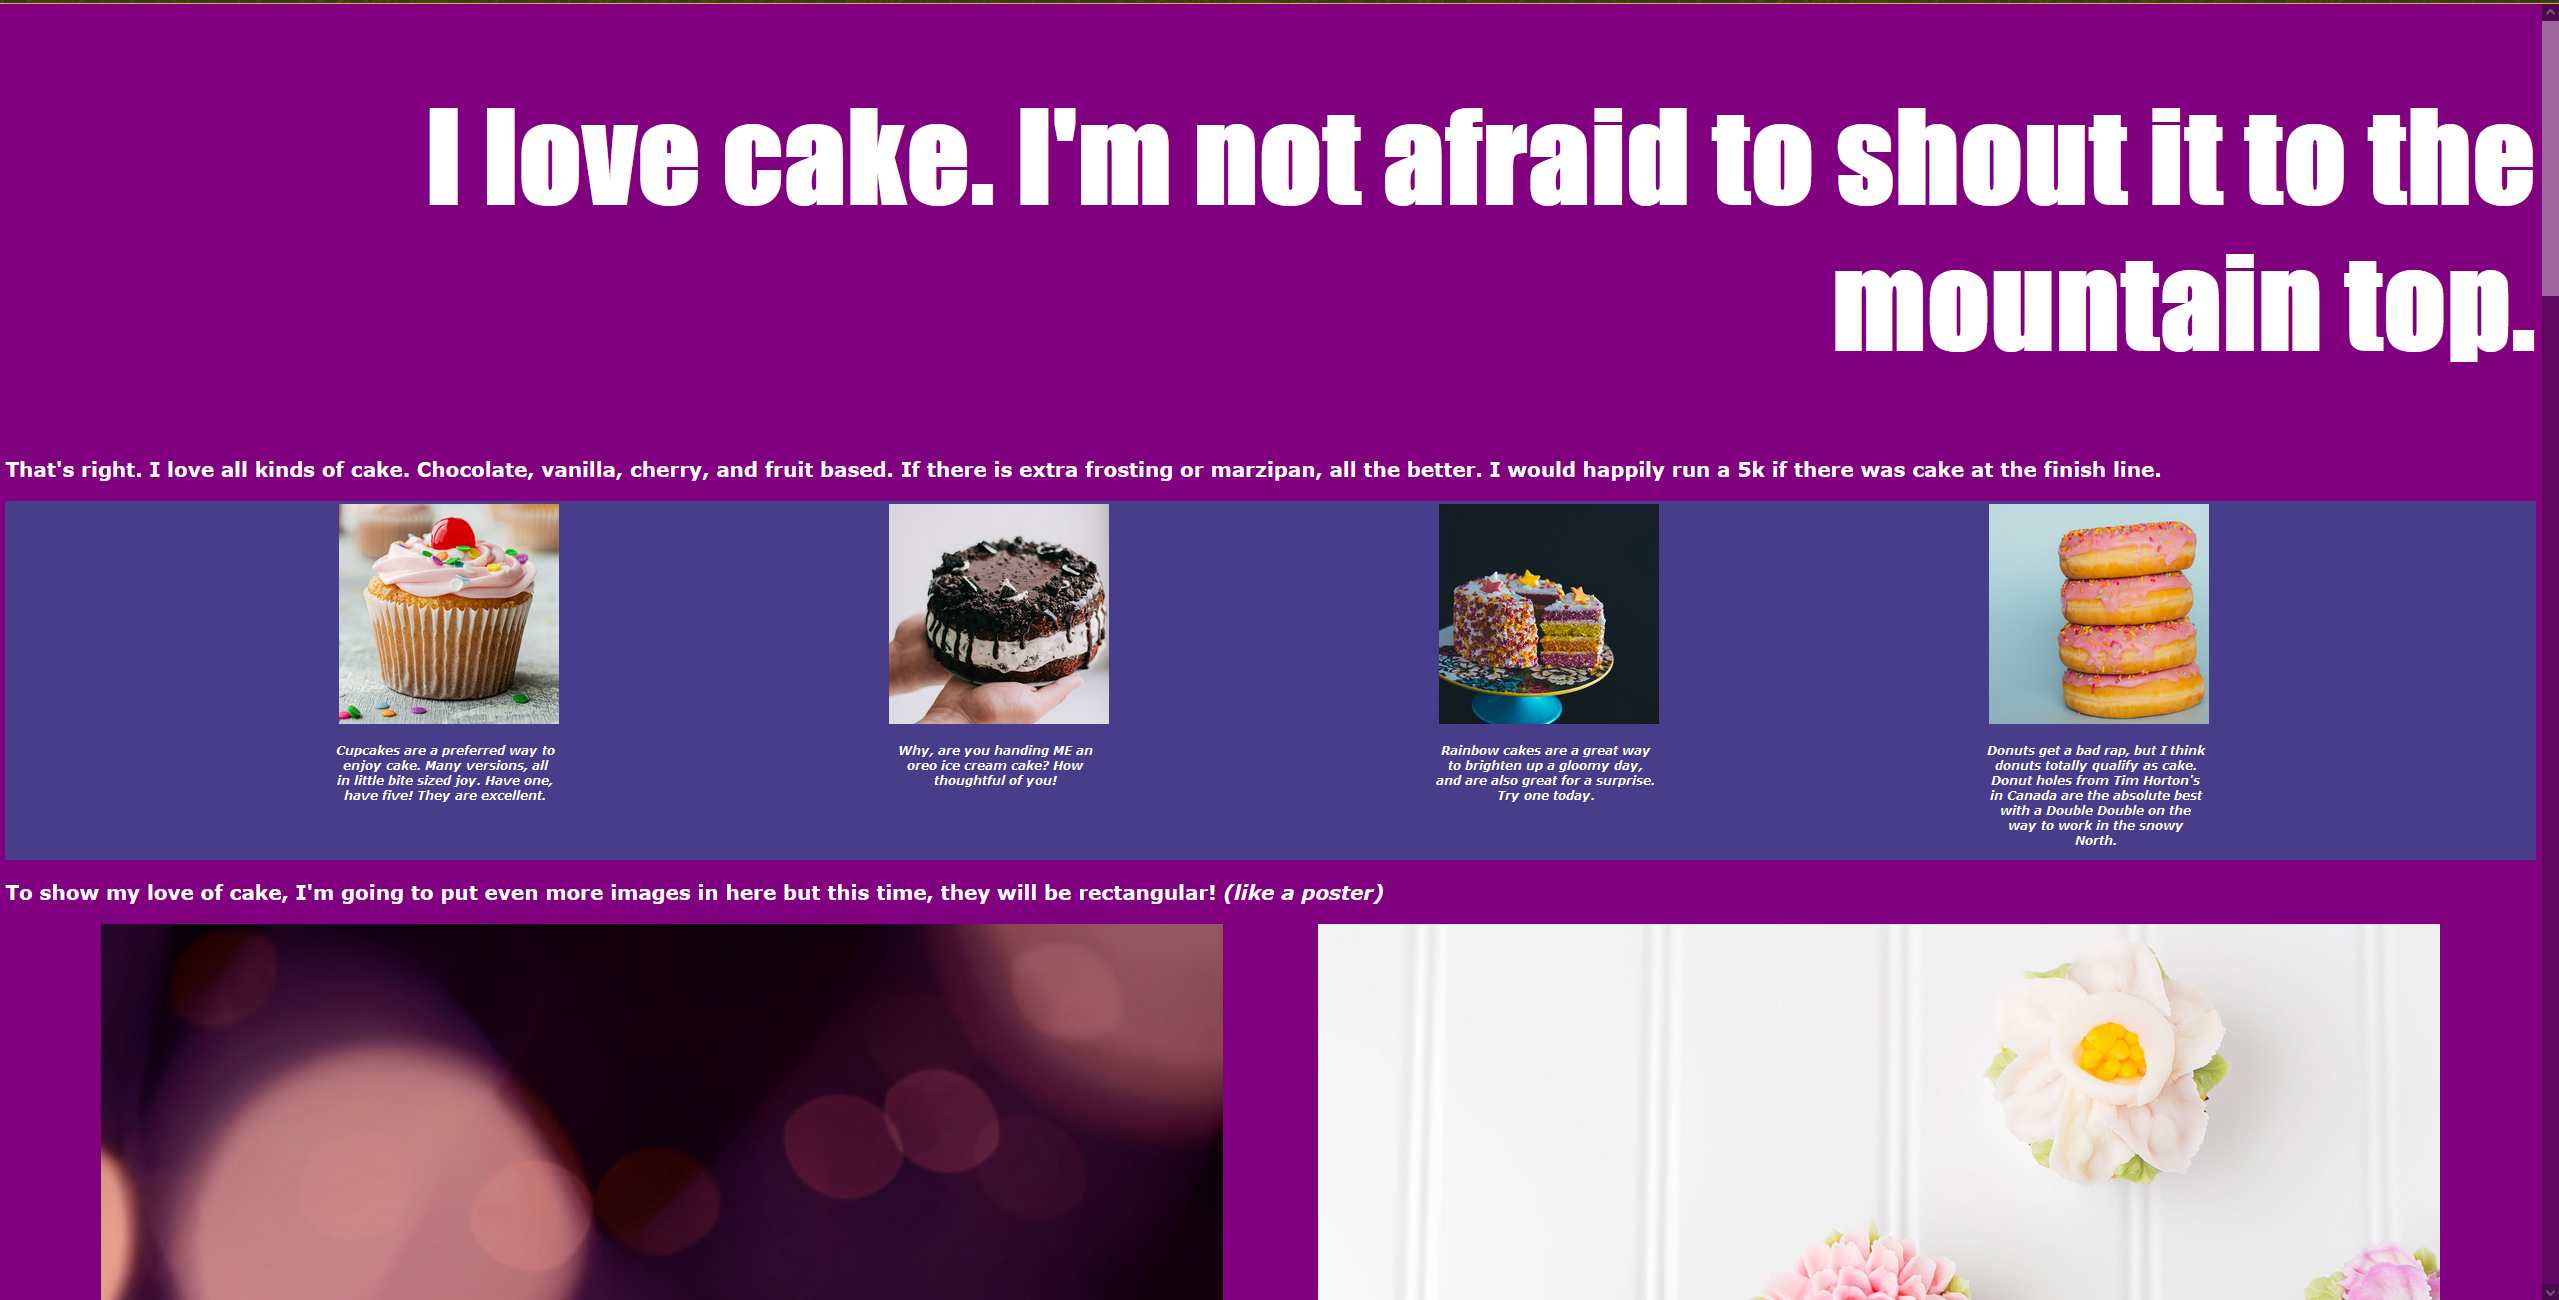 I love cake. I'm not afraid to shout it to the
mountain top.
That's right. I love all kinds of cake. Chocolate, vanilla, cherry, and fruit based. If there is extra frosting or marzipan, all the better. I would happily run a 5k if there was cake at the finish line.
Cupcakes are a preferred way to
enjoy cake. Many versions, all
in little bite sized joy. Have one,
have five! They are excellent.
Why, are you handing ME an
oreo ice cream cake? How
thoughtful of you!
Rainbow cakes are a great way
to brighten up a gloomy day,
and are also great for a surprise.
Try one today.
Donuts get a bad rap, but I think
donuts totally qualify as cake.
Donut holes from Tim Horton's
in Canada are the absolute best
with a Double Double on the
way to work in the snowy
North.
To show my love of cake, I'm going to put even more images in here but this time, they will be rectangular! (like a poster)